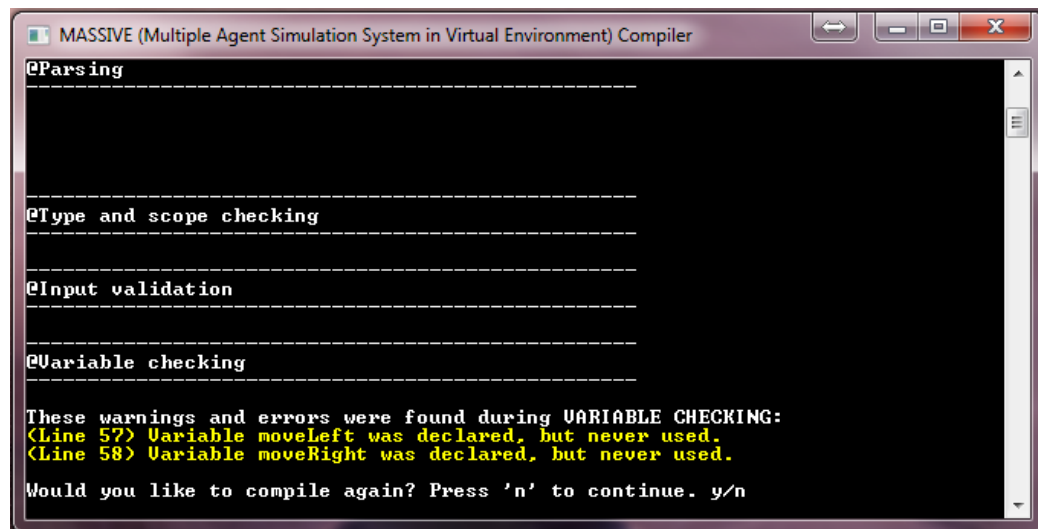 MASSIVE (Multiple Agent Simulation System in Virtual Environment) Compiler
@Parsing
@Type and scope checking
@Input validation
@Variable checking
These warnings and errors were found during VARIABLE CHECKING:
(Line 57) Variable moveLeft was declared, but never used.
(Line 58) Variable moveRight was declared, but never used.
Would you like to compile again? Press 'n' to continue. y/n